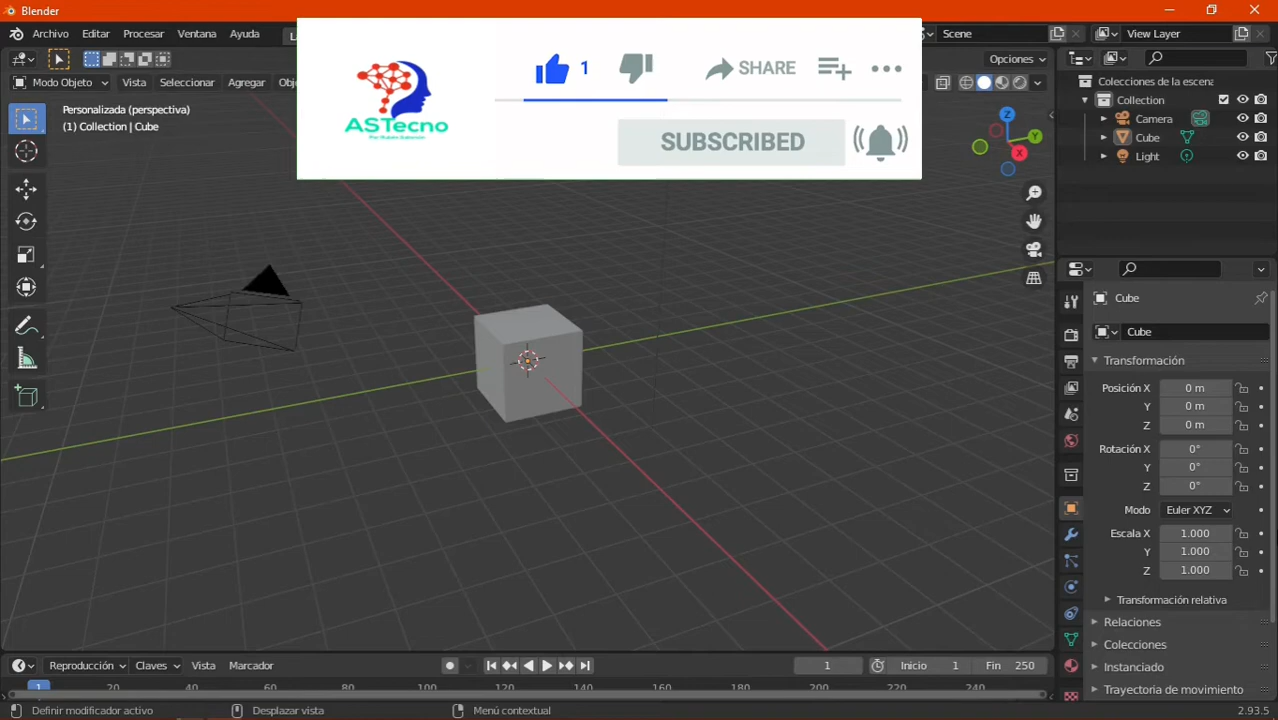 Blender
Archivo Editar Procesar Ventana Ayuda
Scene
View Layer
ASTecno
1
SHARE
SUBSCRIBED
Opciones
Modo Objeto Vista Seleccionar Agregar
Personalizada (perspectiva)
(1) Collection | Cube
Z
Y
X
Colecciones de la escena
Collection
Camera
Cube
Light
Cube
Cube
Transformación
Posición X 0 m
Y 0 m
Z 0 m
Rotación X 0°
Y 0°
Z 0°
Modo Euler XYZ
Escala X 1.000
Y 1.000
Z 1.000
Transformación relativa
Relaciones
Colecciones
Instanciado
Trayectoria de movimiento
Reproducción Claves Vista Marcador
1 Inicio 1 Fin 250
1 20 40 60 80 100 120 140 160 180 200 220 240
Definir modificador activo Desplazar vista Menú contextual 2.93.5